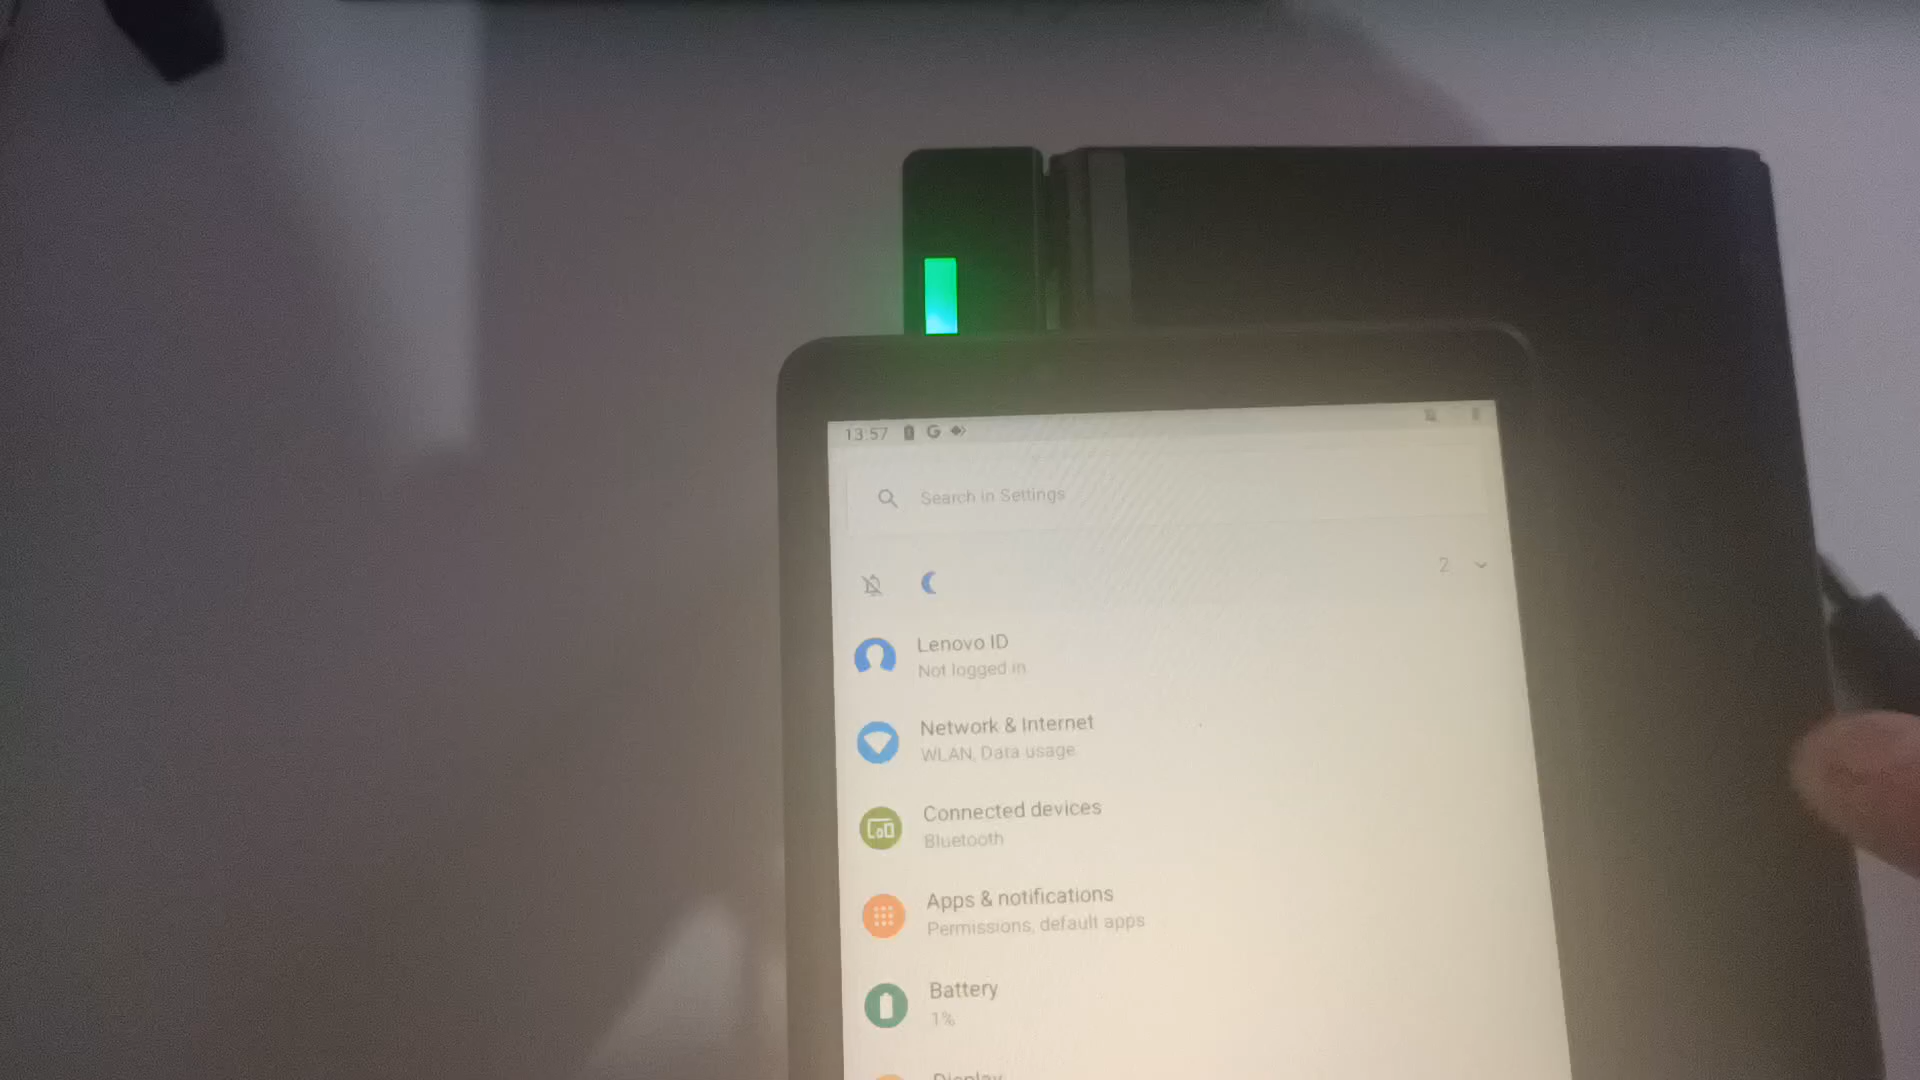 13:57
Search in Settings
2
Lenovo ID
Not logged in
Network & Internet
WLAN, Data usage
Connected devices
Bluetooth
Apps & notifications
Permissions, default apps
Battery
1%
Display